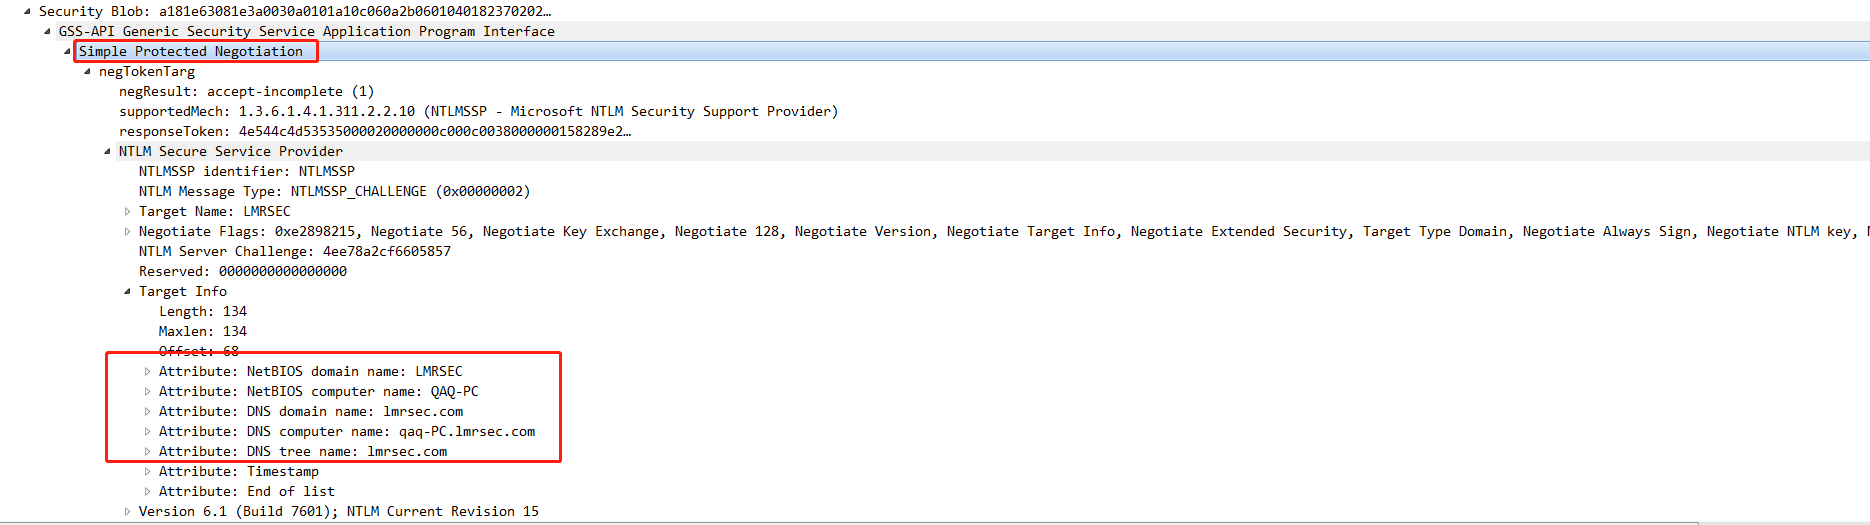 Security Blob: a181e63081e3a0030a0101a10c060a2b0601040182370202…
GSS-API Generic Security Service Application Program Interface
Simple Protected Negotiation
negTokenTarg
negResult: accept-incomplete (1)
supportedMech: 1.3.6.1.4.1.311.2.2.10 (NTLMSSP - Microsoft NTLM Security Support Provider)
responseToken: 4e544c4d53535000020000000c000c0038000000158289e2…
NTLM Secure Service Provider
NTLMSSP identifier: NTLMSSP
NTLM Message Type: NTLMSSP_CHALLENGE (0x00000002)
Target Name: LMRSEC
Negotiate Flags: 0xe2898215, Negotiate 56, Negotiate Key Exchange, Negotiate 128, Negotiate Version, Negotiate Target Info, Negotiate Extended Security, Target Type Domain, Negotiate Always Sign, Negotiate NTLM key,
NTLM Server Challenge: 4ee78a2cf6605857
Reserved: 0000000000000000
Target Info
Length: 134
Maxlen: 134
Offset: 68
Attribute: NetBIOS domain name: LMRSEC
Attribute: NetBIOS computer name: QAQ-PC
Attribute: DNS domain name: lmrsec.com
Attribute: DNS computer name: qaq-PC.lmrsec.com
Attribute: DNS tree name: lmrsec.com
Attribute: Timestamp
Attribute: End of list
Version 6.1 (Build 7601); NTLM Current Revision 15